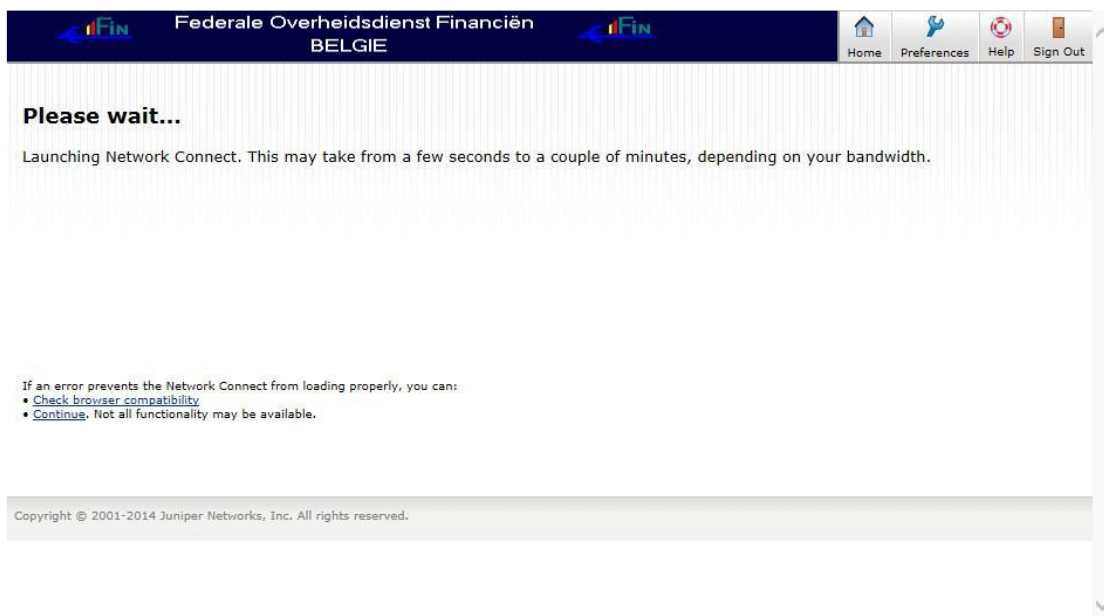 Fin
Federale Overheidsdienst Financiën
BELGIE
Fin
Home
Preferences
Help
Sign Out
Please wait...
Launching Network Connect. This may take from a few seconds to a couple of minutes, depending on your bandwidth.
If an error prevents the Network Connect from loading properly, you can:
• Check browser compatibility
• Continue. Not all functionality may be available.
Copyright © 2001-2014 Juniper Networks, Inc. All rights reserved.